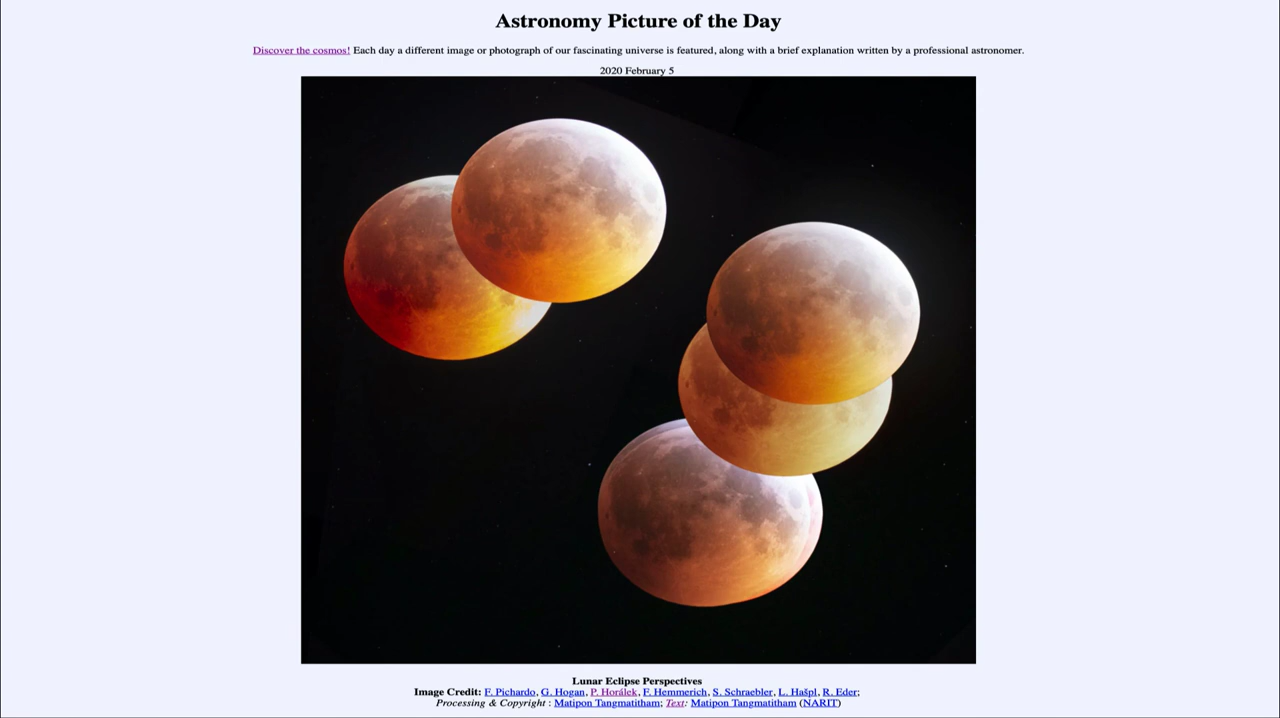 Astronomy Picture of the Day
Discover the cosmos! Each day a different image or photograph of our fascinating universe is featured, along with a brief explanation written by a professional astronomer.
2020 February 5
Lunar Eclipse Perspectives
Image Credit: F. Pichardo, G. Hogan, P. Horálek, F. Hemmerich, S. Schraebler, L. Hašpl, R. Eder;
Processing & Copyright : Matipon Tangmatitham; Text: Matipon Tangmatitham (NARIT)